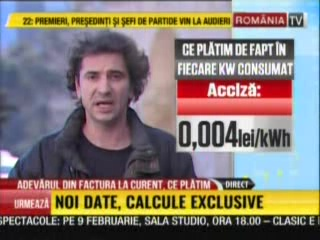 22: PREMIERI, PREȘEDINȚI ȘI ȘEFI DE PARTIDE VIN LA AUDIERI
ROMÂNIA TV
CE PLĂTIM DE FAPT ÎN
FIECARE KW CONSUMAT
Acciză:
0,004lei/kWh
ADEVĂRUL DIN FACTURA LA CURENT, CE PLĂTIM
DIRECT
URMEAZĂ
NOI DATE, CALCULE EXCLUSIVE
SPECTACOLE: PE 9 FEBRUARIE, SALA STUDIO, ORA 18.00 – CLASIC E